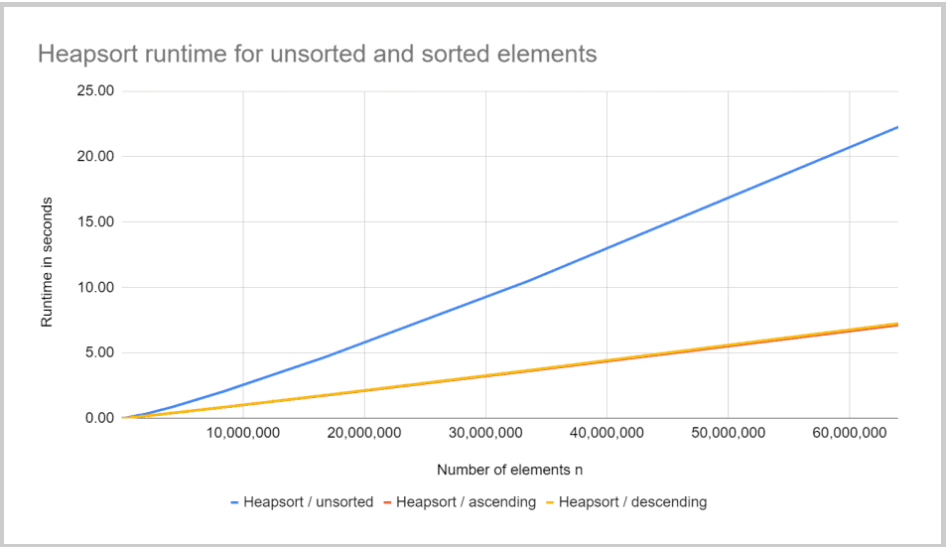 Heapsort runtime for unsorted and sorted elements
25.00
20.00
15.00
10.00
5.00
0.00
Runtime in seconds
10,000,000 20,000,000 30,000,000 40,000,000 50,000,000 60,000,000
Number of elements n
Heapsort / unsorted Heapsort / ascending Heapsort / descending